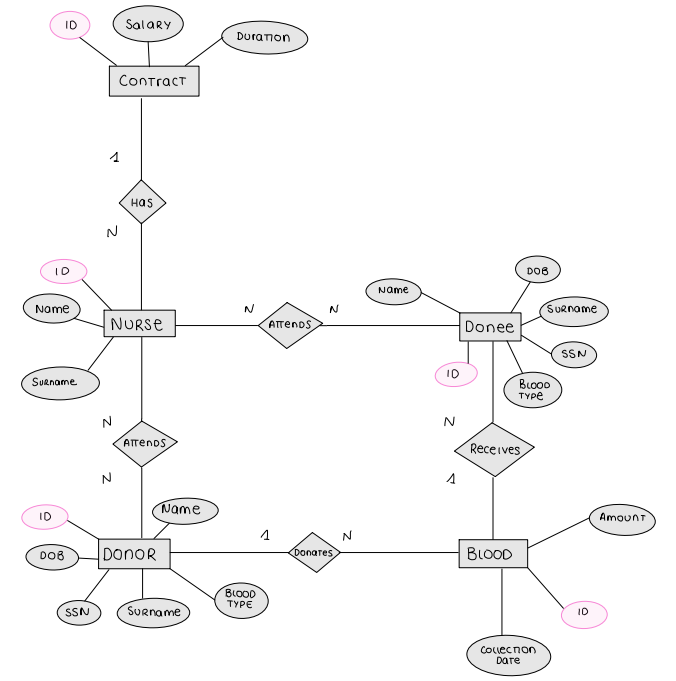 ID
SALARY
DURATION
CONTRACT
1
HAS
N
ID
NAME
NURSE
SURNAME
N
ATTENDS
N
NAME
DOB
SURNAME
DONEE
SSN
ID
BLOOD
TYPE
N
ATTENDS
N
N
RECEIVES
1
ID
NAME
DOB
DONOR
SSN
SURNAME
BLOOD
TYPE
1
DONATES
N
AMOUNT
BLOOD
ID
COLLECTION
DATE